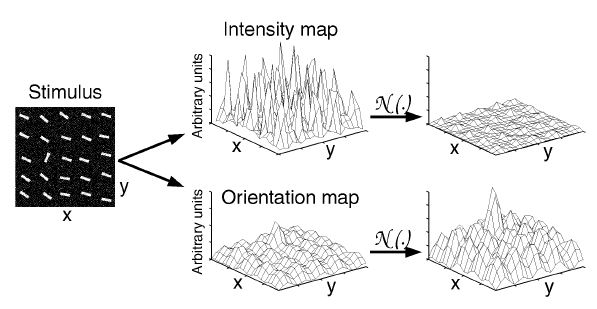 Intensity map
Stimulus
Arbitrary units
x
y
N(.)
x
y
x
y
Orientation map
Arbitrary units
x
y
N(.)
x
y